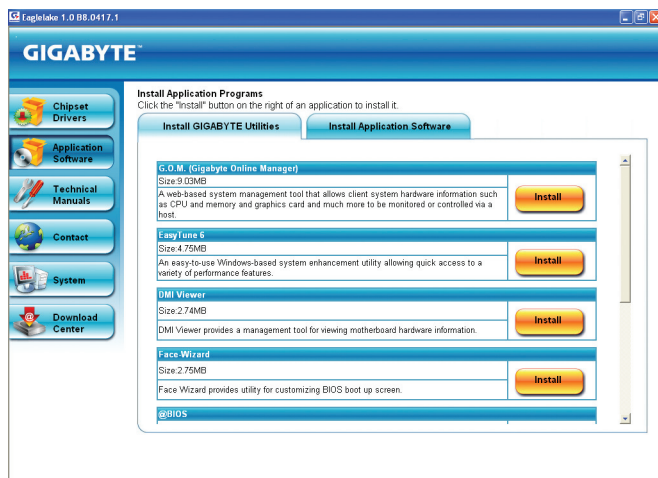 Eaglelake 1.0 B8.0417.1
GIGABYTE™
Install Application Programs
Click the "Install" button on the right of an application to install it.
Install GIGABYTE Utilities
Install Application Software
Chipset
Drivers
Application
Software
Technical
Manuals
Contact
System
Download
Center
G.O.M. (Gigabyte Online Manager)
Size:9.03MB
A web-based system management tool that allows client system hardware information such
as CPU and memory and graphics card and much more to be monitored or controlled via a
host.
Install
EasyTune 6
Size:4.75MB
An easy-to-use Windows-based system enhancement utility allowing quick access to a
variety of performance features.
Install
DMI Viewer
Size:2.74MB
DMI Viewer provides a management tool for viewing motherboard hardware information.
Install
Face-Wizard
Size:2.75MB
Face Wizard provides utility for customizing BIOS boot up screen.
Install
@BIOS